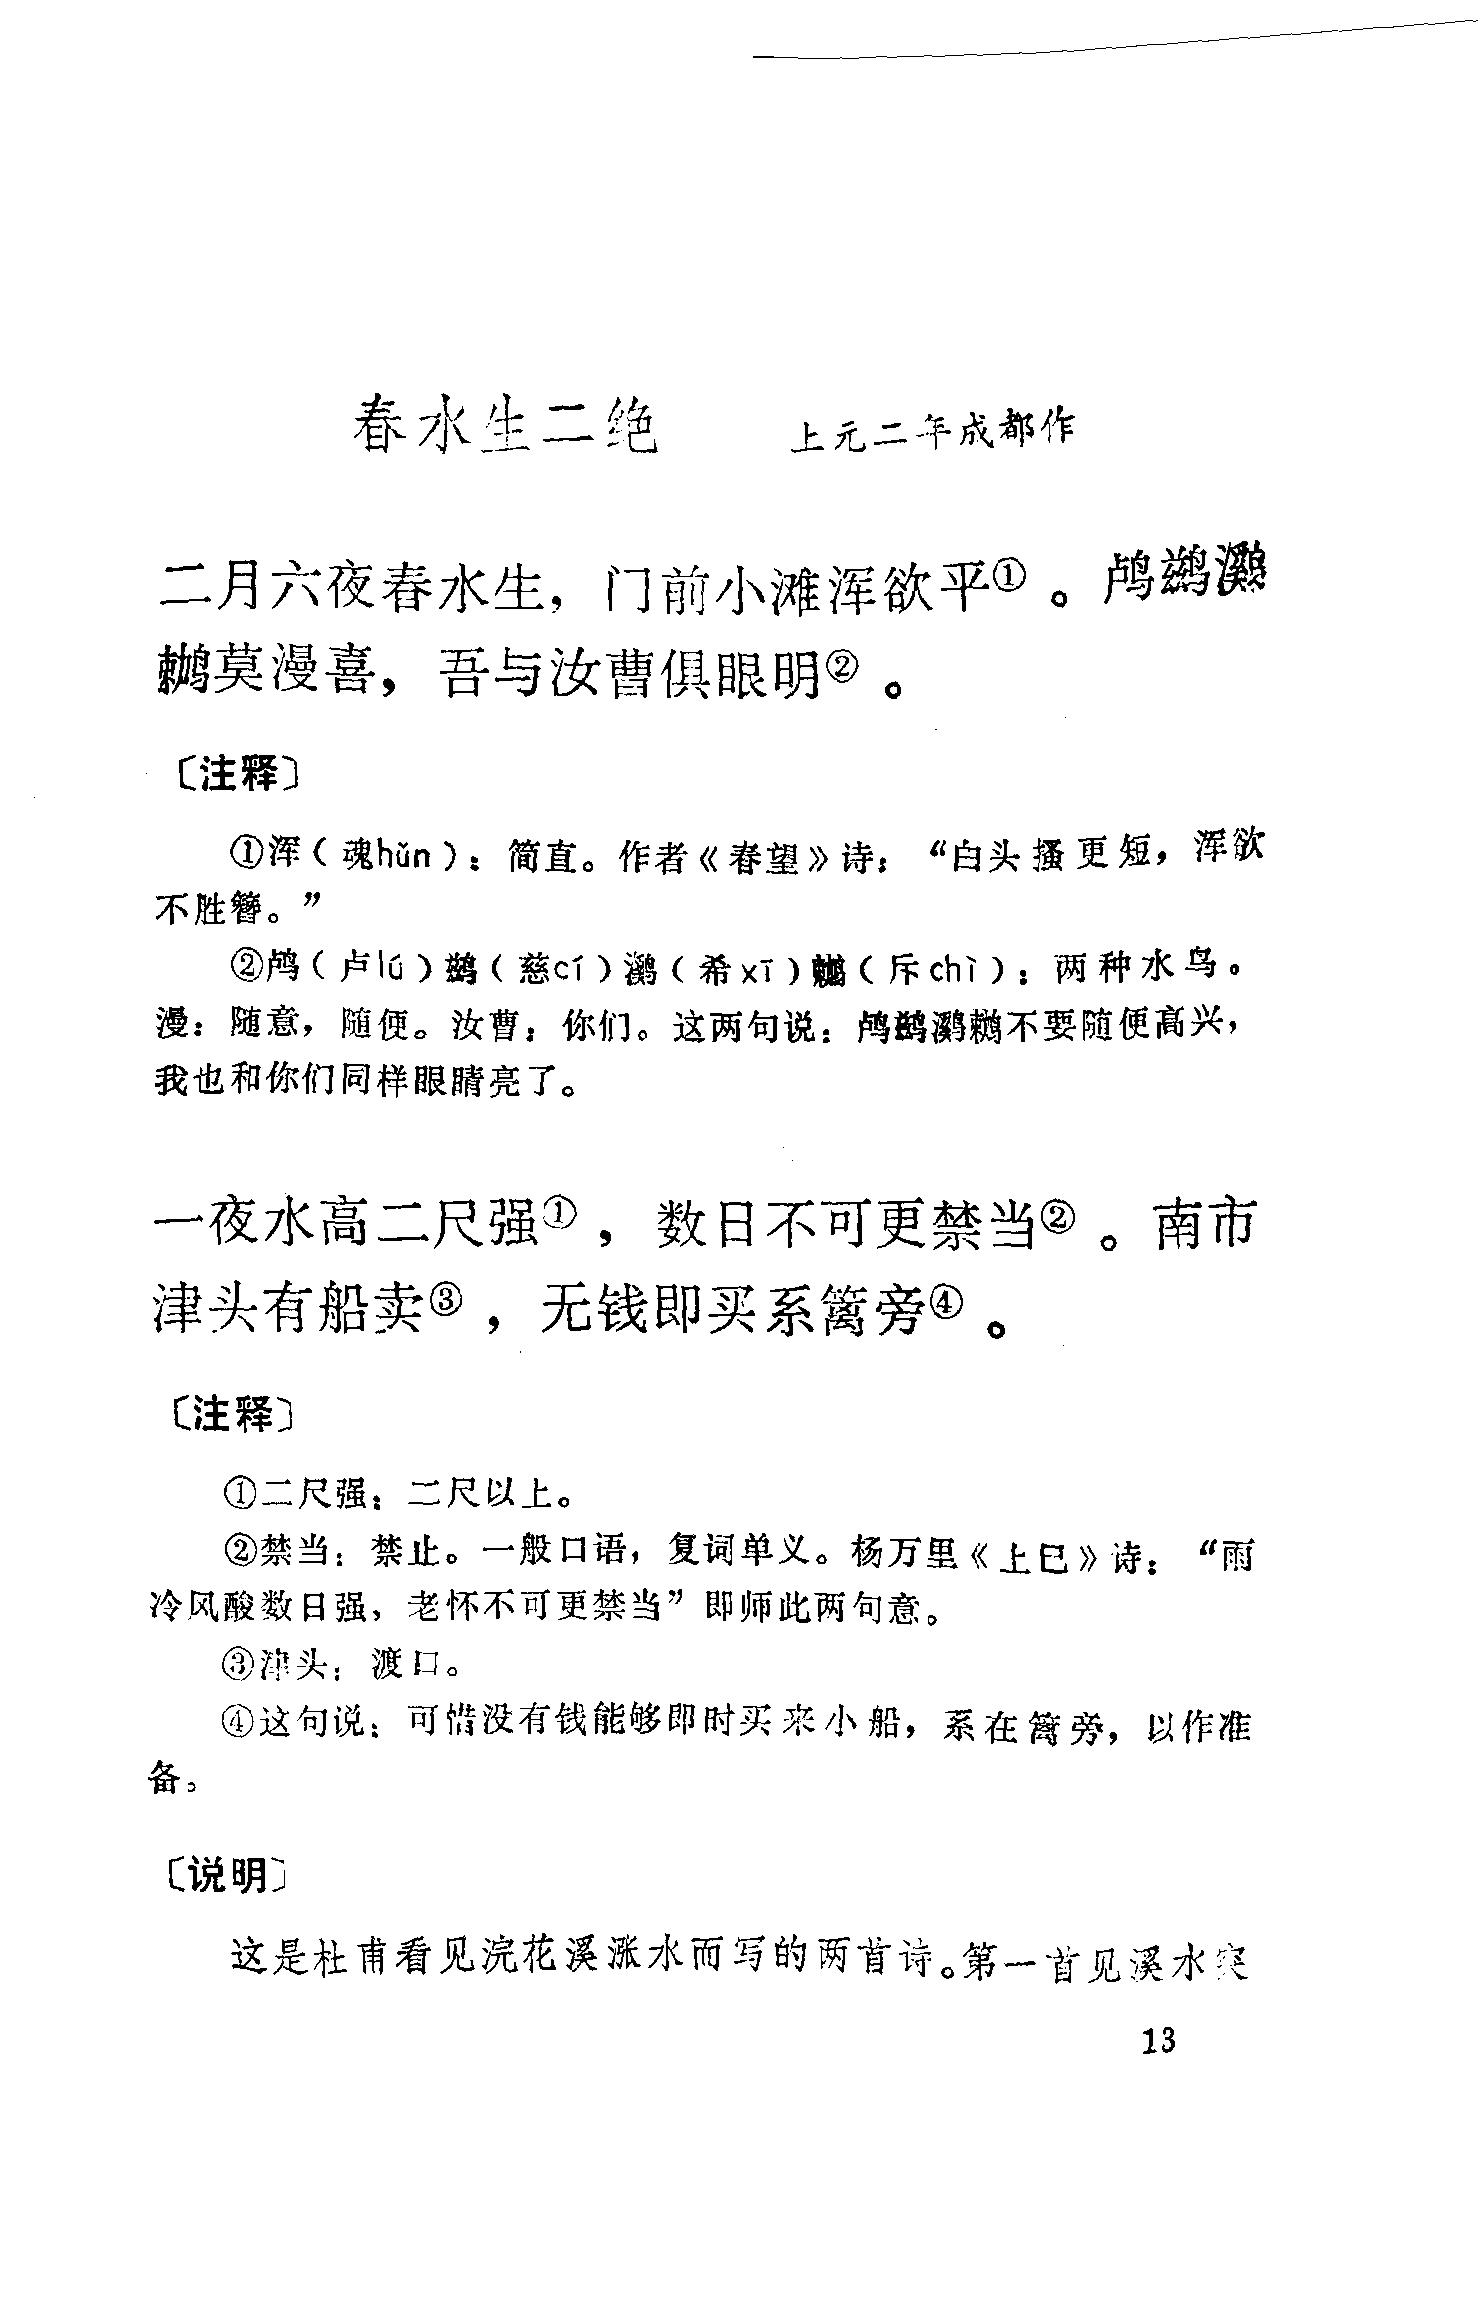 春水生二绝　　上元二年成都作
二月六夜春水生，门前小滩浑欲平①。鸬鹚㶉
𫛶莫漫喜，吾与汝曹俱眼明②。
〔注释〕
①浑（魂hǔn）：简直。作者《春望》诗：“白头搔更短，浑欲
不胜簪。”
②鸬（卢lú）鹚（慈cí）㶉（希xī）𫛶（斥chì）：两种水鸟。
漫：随意，随便。汝曹：你们。这两句说：鸬鹚㶉𫛶不要随便高兴，
我也和你们同样眼睛亮了。
一夜水高二尺强①，数日不可更禁当②。南市
津头有船卖③，无钱即买系篱旁④。
〔注释〕
①二尺强：二尺以上。
②禁当：禁止。一般口语，复词单义。杨万里《上巳》诗：“雨
冷风酸数日强，老怀不可更禁当”即师此两句意。
③津头：渡口。
④这句说：可惜没有钱能够即时买来小船，系在篱旁，以作准
备。
〔说明〕
这是杜甫看见浣花溪涨水而写的两首诗。第一首见溪水突
13